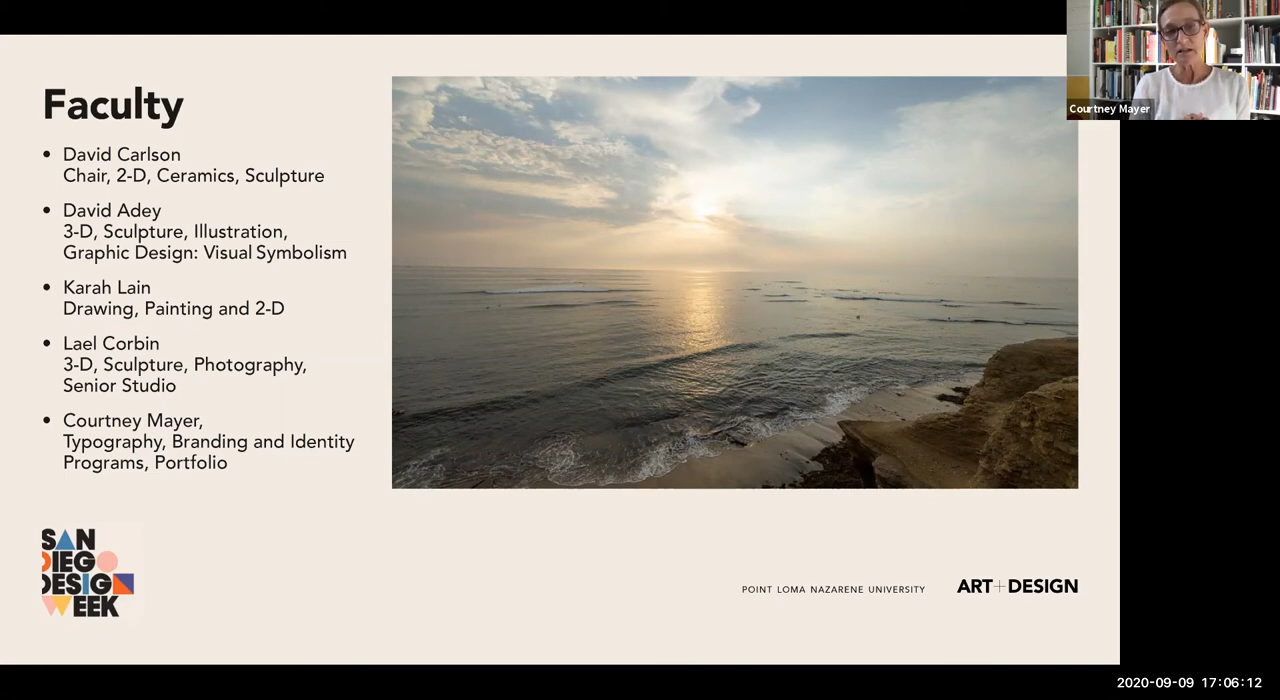 Faculty
• David Carlson
Chair, 2-D, Ceramics, Sculpture
• David Adey
3-D, Sculpture, Illustration,
Graphic Design: Visual Symbolism
• Karah Lain
Drawing, Painting and 2-D
• Lael Corbin
3-D, Sculpture, Photography,
Senior Studio
• Courtney Mayer,
Typography, Branding and Identity
Programs, Portfolio
Courtney Mayer
SAN
DIEGO
DESIGN
WEEK
POINT LOMA NAZARENE UNIVERSITY
ART+DESIGN
2020-09-09 17:06:12